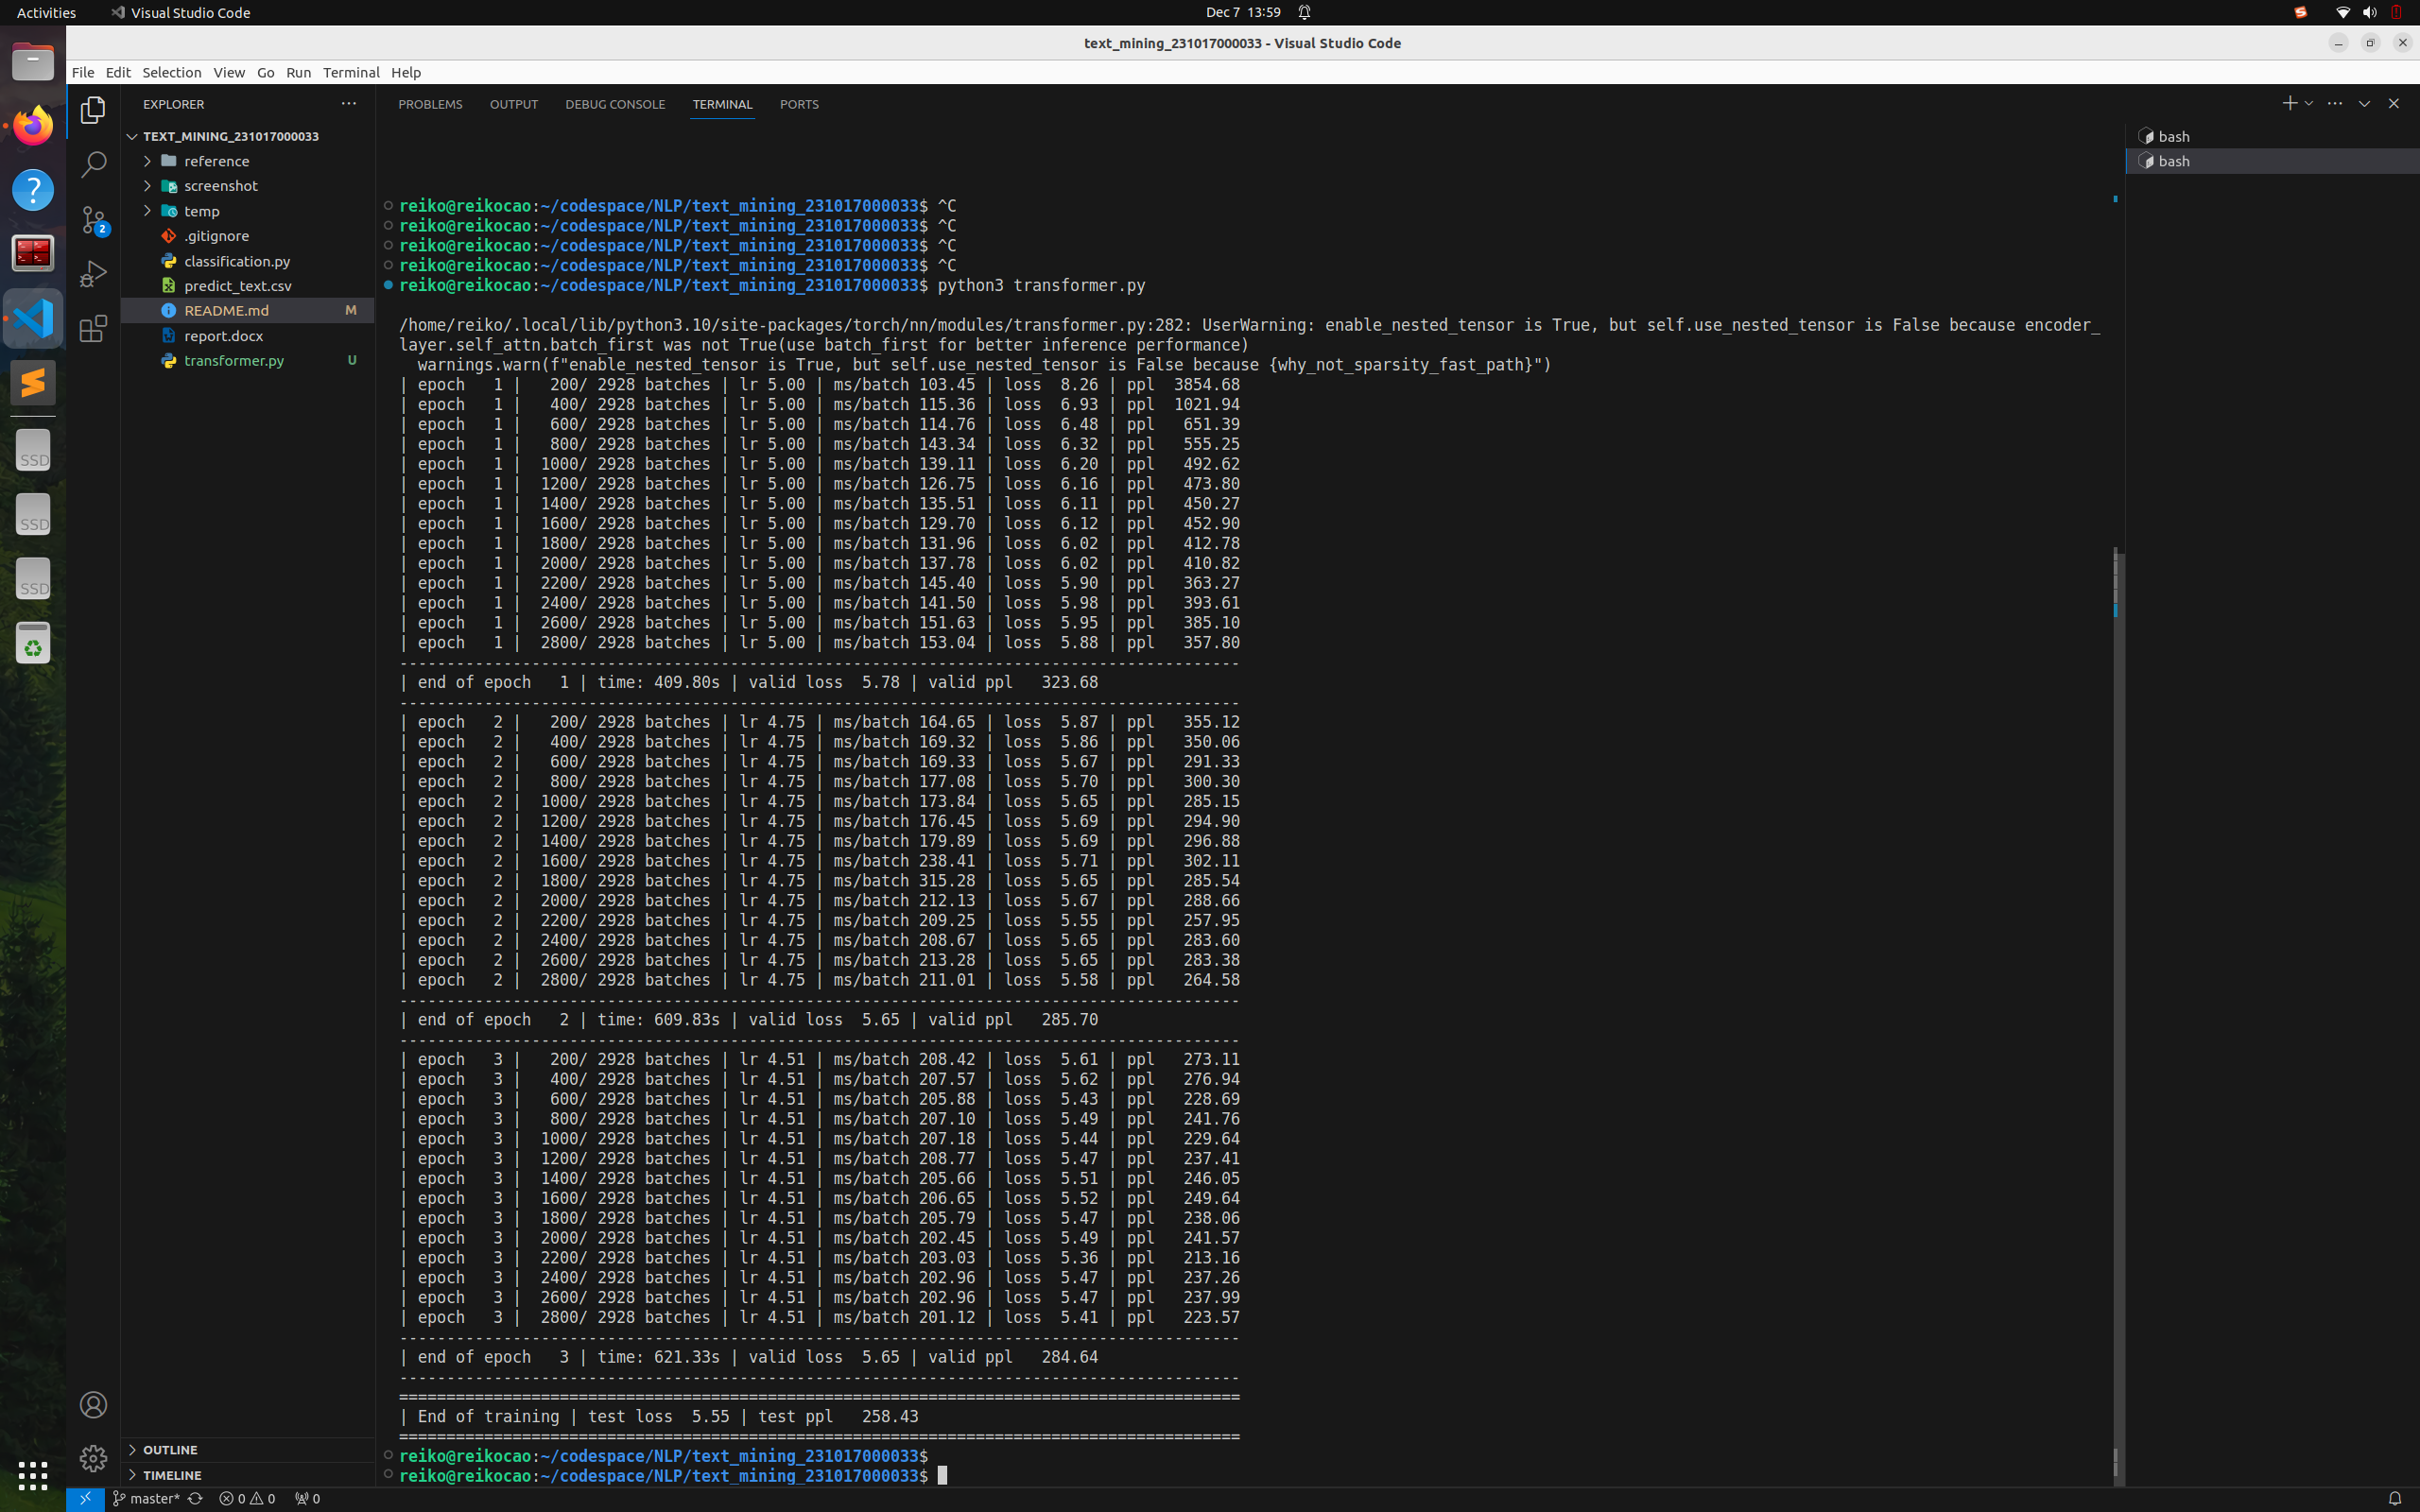 Activities Visual Studio Code Dec 7 13:59
text_mining_231017000033 - Visual Studio Code
File Edit Selection View Go Run Terminal Help
EXPLORER ···
TEXT_MINING_231017000033
reference
screenshot
temp
.gitignore
classification.py
predict_text.csv
README.md M
report.docx
transformer.py U
OUTLINE
TIMELINE
2
SSD
SSD
SSD
PROBLEMS OUTPUT DEBUG CONSOLE TERMINAL PORTS
bash
bash
reiko@reikocao:~/codespace/NLP/text_mining_231017000033$ ^C
reiko@reikocao:~/codespace/NLP/text_mining_231017000033$ ^C
reiko@reikocao:~/codespace/NLP/text_mining_231017000033$ ^C
reiko@reikocao:~/codespace/NLP/text_mining_231017000033$ ^C
reiko@reikocao:~/codespace/NLP/text_mining_231017000033$ python3 transformer.py
/home/reiko/.local/lib/python3.10/site-packages/torch/nn/modules/transformer.py:282: UserWarning: enable_nested_tensor is True, but self.use_nested_tensor is False because encoder_
layer.self_attn.batch_first was not True(use batch_first for better inference performance)
  warnings.warn(f"enable_nested_tensor is True, but self.use_nested_tensor is False because {why_not_sparsity_fast_path}")
| epoch   1 |   200/ 2928 batches | lr 5.00 | ms/batch 103.45 | loss  8.26 | ppl  3854.68
| epoch   1 |   400/ 2928 batches | lr 5.00 | ms/batch 115.36 | loss  6.93 | ppl  1021.94
| epoch   1 |   600/ 2928 batches | lr 5.00 | ms/batch 114.76 | loss  6.48 | ppl   651.39
| epoch   1 |   800/ 2928 batches | lr 5.00 | ms/batch 143.34 | loss  6.32 | ppl   555.25
| epoch   1 |  1000/ 2928 batches | lr 5.00 | ms/batch 139.11 | loss  6.20 | ppl   492.62
| epoch   1 |  1200/ 2928 batches | lr 5.00 | ms/batch 126.75 | loss  6.16 | ppl   473.80
| epoch   1 |  1400/ 2928 batches | lr 5.00 | ms/batch 135.51 | loss  6.11 | ppl   450.27
| epoch   1 |  1600/ 2928 batches | lr 5.00 | ms/batch 129.70 | loss  6.12 | ppl   452.90
| epoch   1 |  1800/ 2928 batches | lr 5.00 | ms/batch 131.96 | loss  6.02 | ppl   412.78
| epoch   1 |  2000/ 2928 batches | lr 5.00 | ms/batch 137.78 | loss  6.02 | ppl   410.82
| epoch   1 |  2200/ 2928 batches | lr 5.00 | ms/batch 145.40 | loss  5.90 | ppl   363.27
| epoch   1 |  2400/ 2928 batches | lr 5.00 | ms/batch 141.50 | loss  5.98 | ppl   393.61
| epoch   1 |  2600/ 2928 batches | lr 5.00 | ms/batch 151.63 | loss  5.95 | ppl   385.10
| epoch   1 |  2800/ 2928 batches | lr 5.00 | ms/batch 153.04 | loss  5.88 | ppl   357.80
-----------------------------------------------------------------------------------------
| end of epoch   1 | time: 409.80s | valid loss  5.78 | valid ppl   323.68
-----------------------------------------------------------------------------------------
| epoch   2 |   200/ 2928 batches | lr 4.75 | ms/batch 164.65 | loss  5.87 | ppl   355.12
| epoch   2 |   400/ 2928 batches | lr 4.75 | ms/batch 169.32 | loss  5.86 | ppl   350.06
| epoch   2 |   600/ 2928 batches | lr 4.75 | ms/batch 169.33 | loss  5.67 | ppl   291.33
| epoch   2 |   800/ 2928 batches | lr 4.75 | ms/batch 177.08 | loss  5.70 | ppl   300.30
| epoch   2 |  1000/ 2928 batches | lr 4.75 | ms/batch 173.84 | loss  5.65 | ppl   285.15
| epoch   2 |  1200/ 2928 batches | lr 4.75 | ms/batch 176.45 | loss  5.69 | ppl   294.90
| epoch   2 |  1400/ 2928 batches | lr 4.75 | ms/batch 179.89 | loss  5.69 | ppl   296.88
| epoch   2 |  1600/ 2928 batches | lr 4.75 | ms/batch 238.41 | loss  5.71 | ppl   302.11
| epoch   2 |  1800/ 2928 batches | lr 4.75 | ms/batch 315.28 | loss  5.65 | ppl   285.54
| epoch   2 |  2000/ 2928 batches | lr 4.75 | ms/batch 212.13 | loss  5.67 | ppl   288.66
| epoch   2 |  2200/ 2928 batches | lr 4.75 | ms/batch 209.25 | loss  5.55 | ppl   257.95
| epoch   2 |  2400/ 2928 batches | lr 4.75 | ms/batch 208.67 | loss  5.65 | ppl   283.60
| epoch   2 |  2600/ 2928 batches | lr 4.75 | ms/batch 213.28 | loss  5.65 | ppl   283.38
| epoch   2 |  2800/ 2928 batches | lr 4.75 | ms/batch 211.01 | loss  5.58 | ppl   264.58
-----------------------------------------------------------------------------------------
| end of epoch   2 | time: 609.83s | valid loss  5.65 | valid ppl   285.70
-----------------------------------------------------------------------------------------
| epoch   3 |   200/ 2928 batches | lr 4.51 | ms/batch 208.42 | loss  5.61 | ppl   273.11
| epoch   3 |   400/ 2928 batches | lr 4.51 | ms/batch 207.57 | loss  5.62 | ppl   276.94
| epoch   3 |   600/ 2928 batches | lr 4.51 | ms/batch 205.88 | loss  5.43 | ppl   228.69
| epoch   3 |   800/ 2928 batches | lr 4.51 | ms/batch 207.10 | loss  5.49 | ppl   241.76
| epoch   3 |  1000/ 2928 batches | lr 4.51 | ms/batch 207.18 | loss  5.44 | ppl   229.64
| epoch   3 |  1200/ 2928 batches | lr 4.51 | ms/batch 208.77 | loss  5.47 | ppl   237.41
| epoch   3 |  1400/ 2928 batches | lr 4.51 | ms/batch 205.66 | loss  5.51 | ppl   246.05
| epoch   3 |  1600/ 2928 batches | lr 4.51 | ms/batch 206.65 | loss  5.52 | ppl   249.64
| epoch   3 |  1800/ 2928 batches | lr 4.51 | ms/batch 205.79 | loss  5.47 | ppl   238.06
| epoch   3 |  2000/ 2928 batches | lr 4.51 | ms/batch 202.45 | loss  5.49 | ppl   241.57
| epoch   3 |  2200/ 2928 batches | lr 4.51 | ms/batch 203.03 | loss  5.36 | ppl   213.16
| epoch   3 |  2400/ 2928 batches | lr 4.51 | ms/batch 202.96 | loss  5.47 | ppl   237.26
| epoch   3 |  2600/ 2928 batches | lr 4.51 | ms/batch 202.96 | loss  5.47 | ppl   237.99
| epoch   3 |  2800/ 2928 batches | lr 4.51 | ms/batch 201.12 | loss  5.41 | ppl   223.57
-----------------------------------------------------------------------------------------
| end of epoch   3 | time: 621.33s | valid loss  5.65 | valid ppl   284.64
-----------------------------------------------------------------------------------------
=========================================================================================
| End of training | test loss  5.55 | test ppl   258.43
=========================================================================================
reiko@reikocao:~/codespace/NLP/text_mining_231017000033$
reiko@reikocao:~/codespace/NLP/text_mining_231017000033$
master* 0 0 0